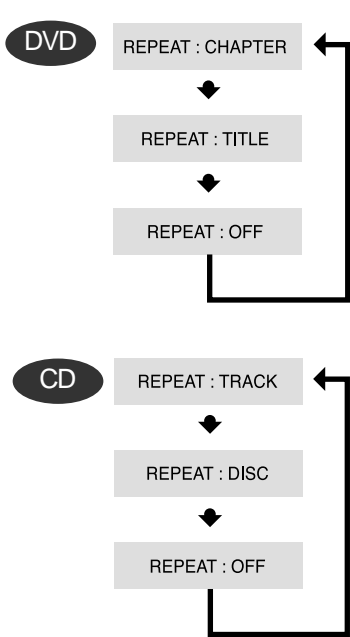 DVD
REPEAT : CHAPTER
REPEAT : TITLE
REPEAT : OFF
CD
REPEAT : TRACK
REPEAT : DISC
REPEAT : OFF